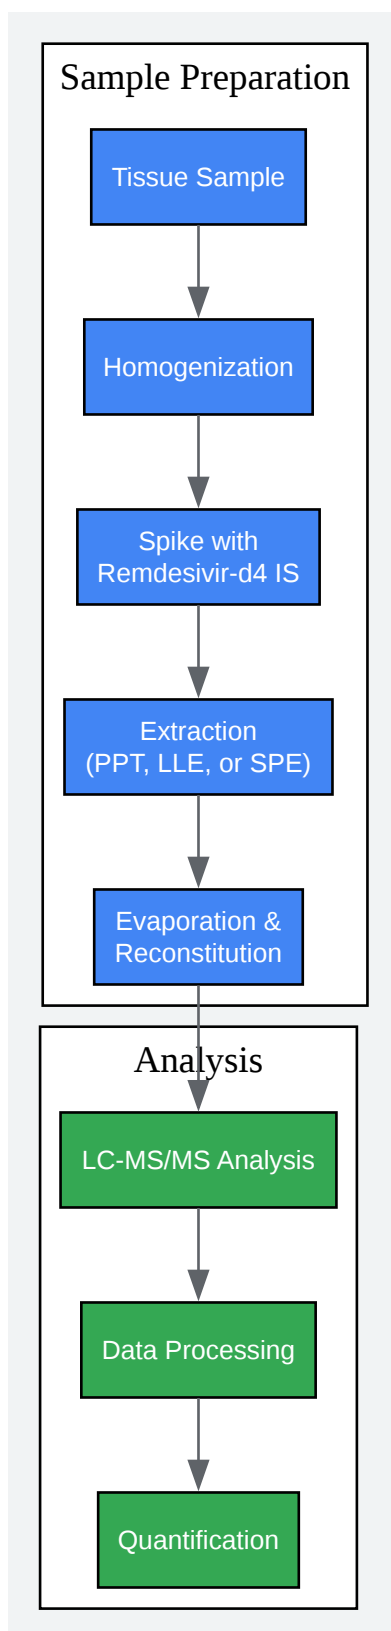 Sample Preparation
Tissue Sample
Homogenization
Spike with
Remdesivir-d4 IS
Extraction
(PPT, LLE, or SPE)
Evaporation &
Reconstitution
Analysis
LC-MS/MS Analysis
Data Processing
Quantification